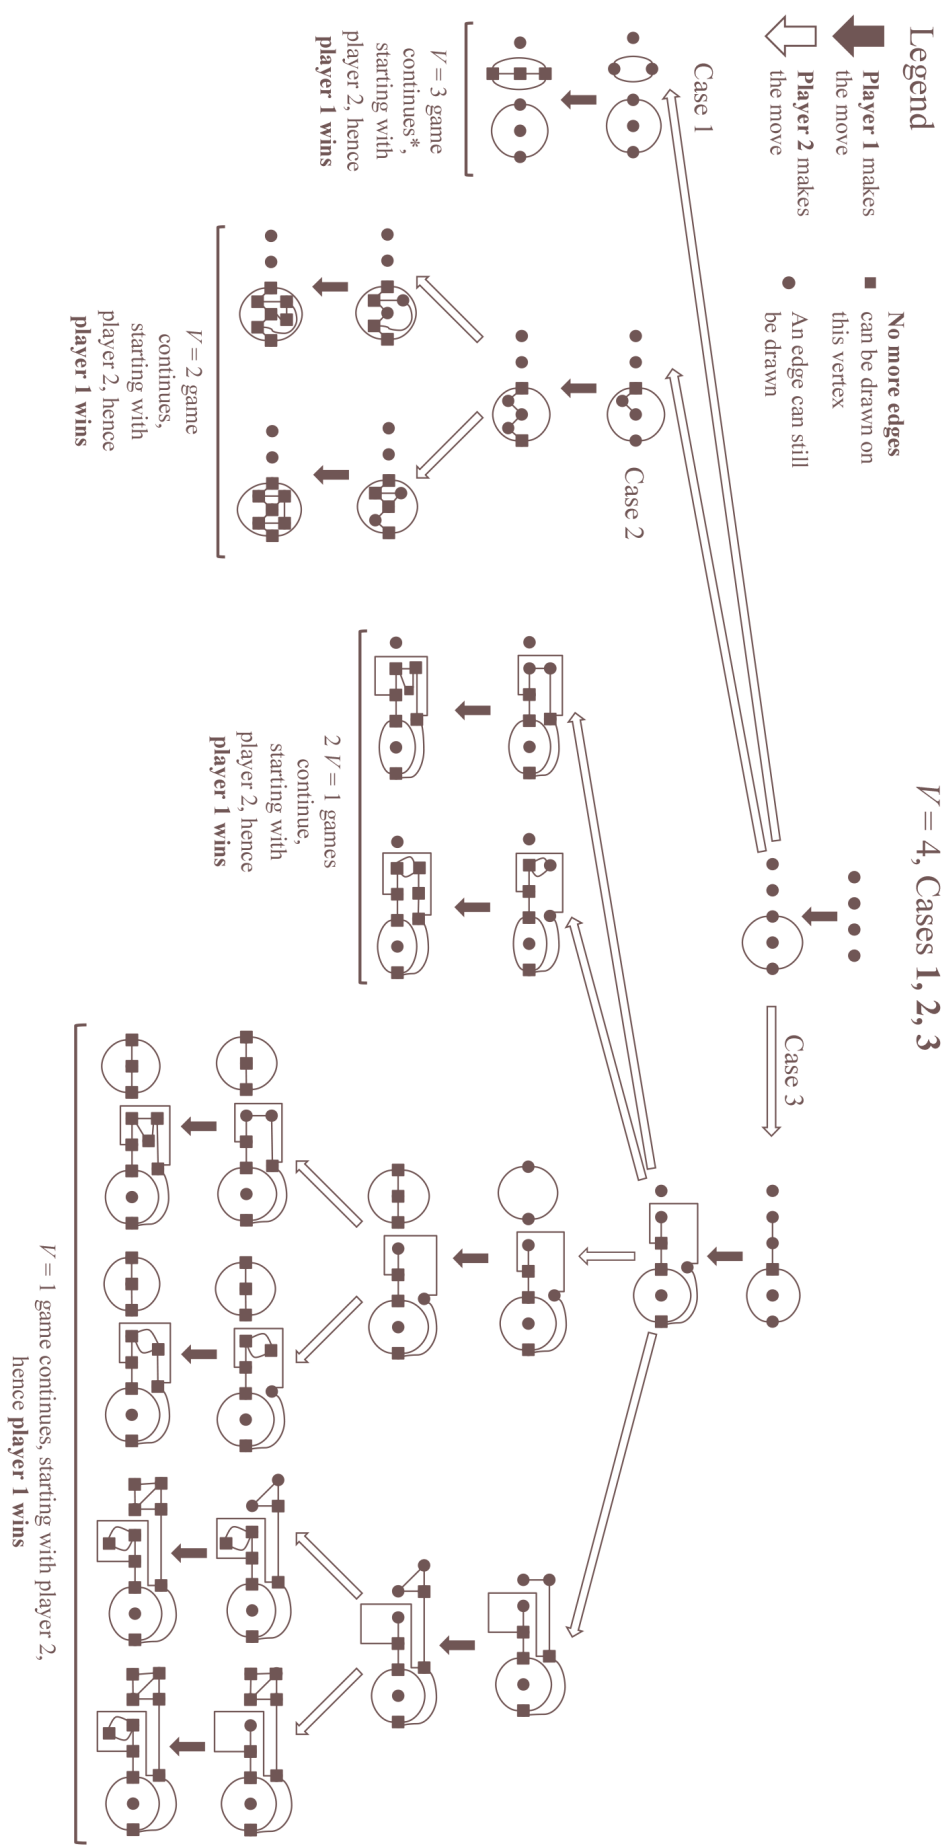 V = 4, Cases 1, 2, 3
Legend
Player 1 makes
the move
Player 2 makes
the move
No more edges
can be drawn on
this vertex
An edge can still
be drawn
Case 1
Case 2
Case 3
V = 3 game
continues*,
starting with
player 2, hence
player 1 wins
V = 2 game
continues,
starting with
player 2, hence
player 1 wins
2 V = 1 games
continue,
starting with
player 2, hence
player 1 wins
V = 1 game continues, starting with player 2,
hence player 1 wins